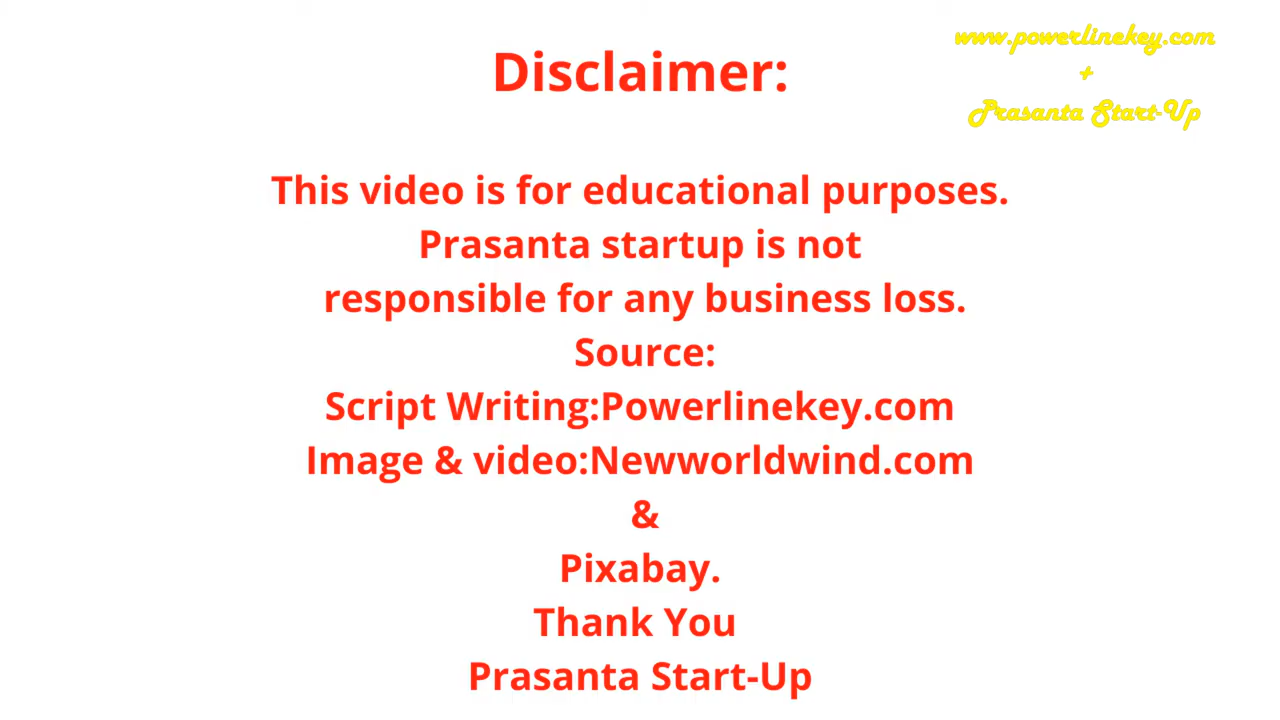 www.powerlinekey.com
+
Prasanta Start-Up
Disclaimer:
This video is for educational purposes.
Prasanta startup is not
responsible for any business loss.
Source:
Script Writing:Powerlinekey.com
Image & video:Newworldwind.com
&
Pixabay.
Thank You
Prasanta Start-Up